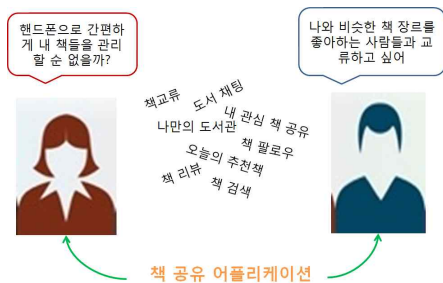 핸드폰으로 간편하
게 내 책들을 관리
할 순 없을까?
나와 비슷한 책 장르를
좋아하는 사람들과 교
류하고 싶어
책교류
도서 채팅
내 관심 책 공유
나만의 도서관
책 팔로우
오늘의 추천책
책 리뷰
책 검색
책 공유 어플리케이션